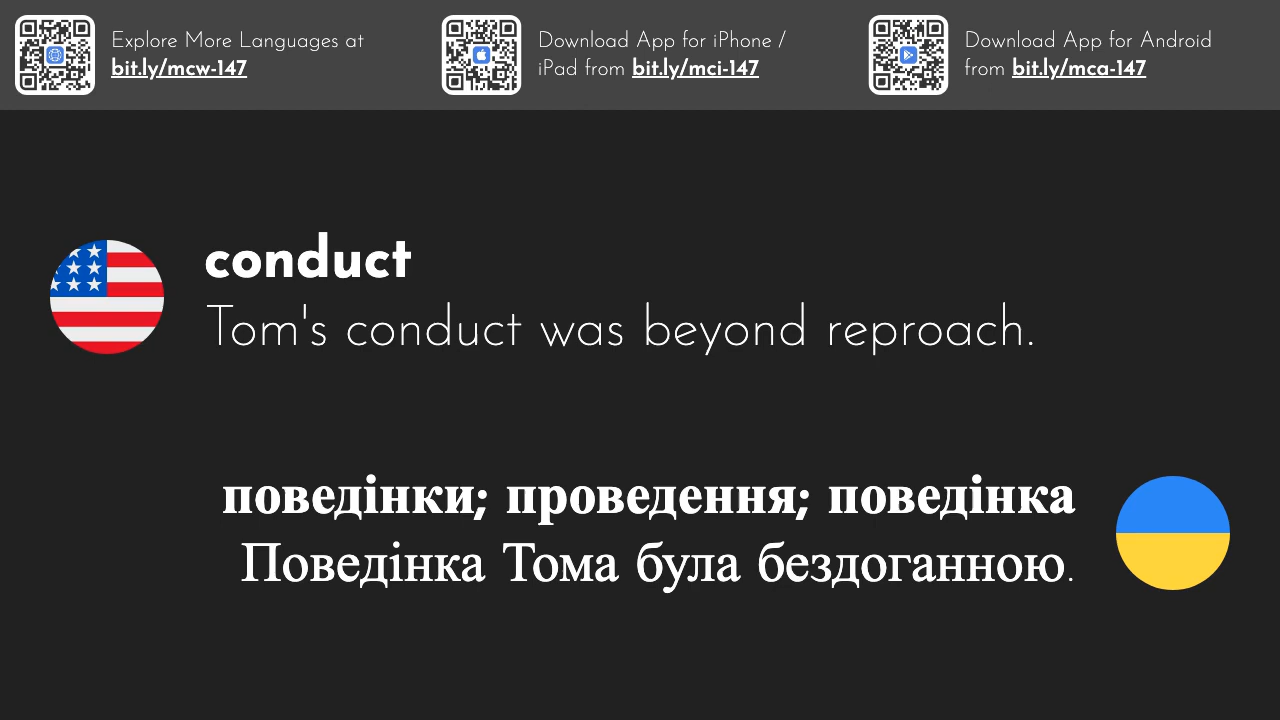 Explore More Languages at
bit.ly/mcw-147
Download App for iPhone /
iPad from bit.ly/mci-147
Download App for Android
from bit.ly/mca-147
conduct
Tom's conduct was beyond reproach.
поведінки; проведення; поведінка
Поведінка Тома була бездоганною.